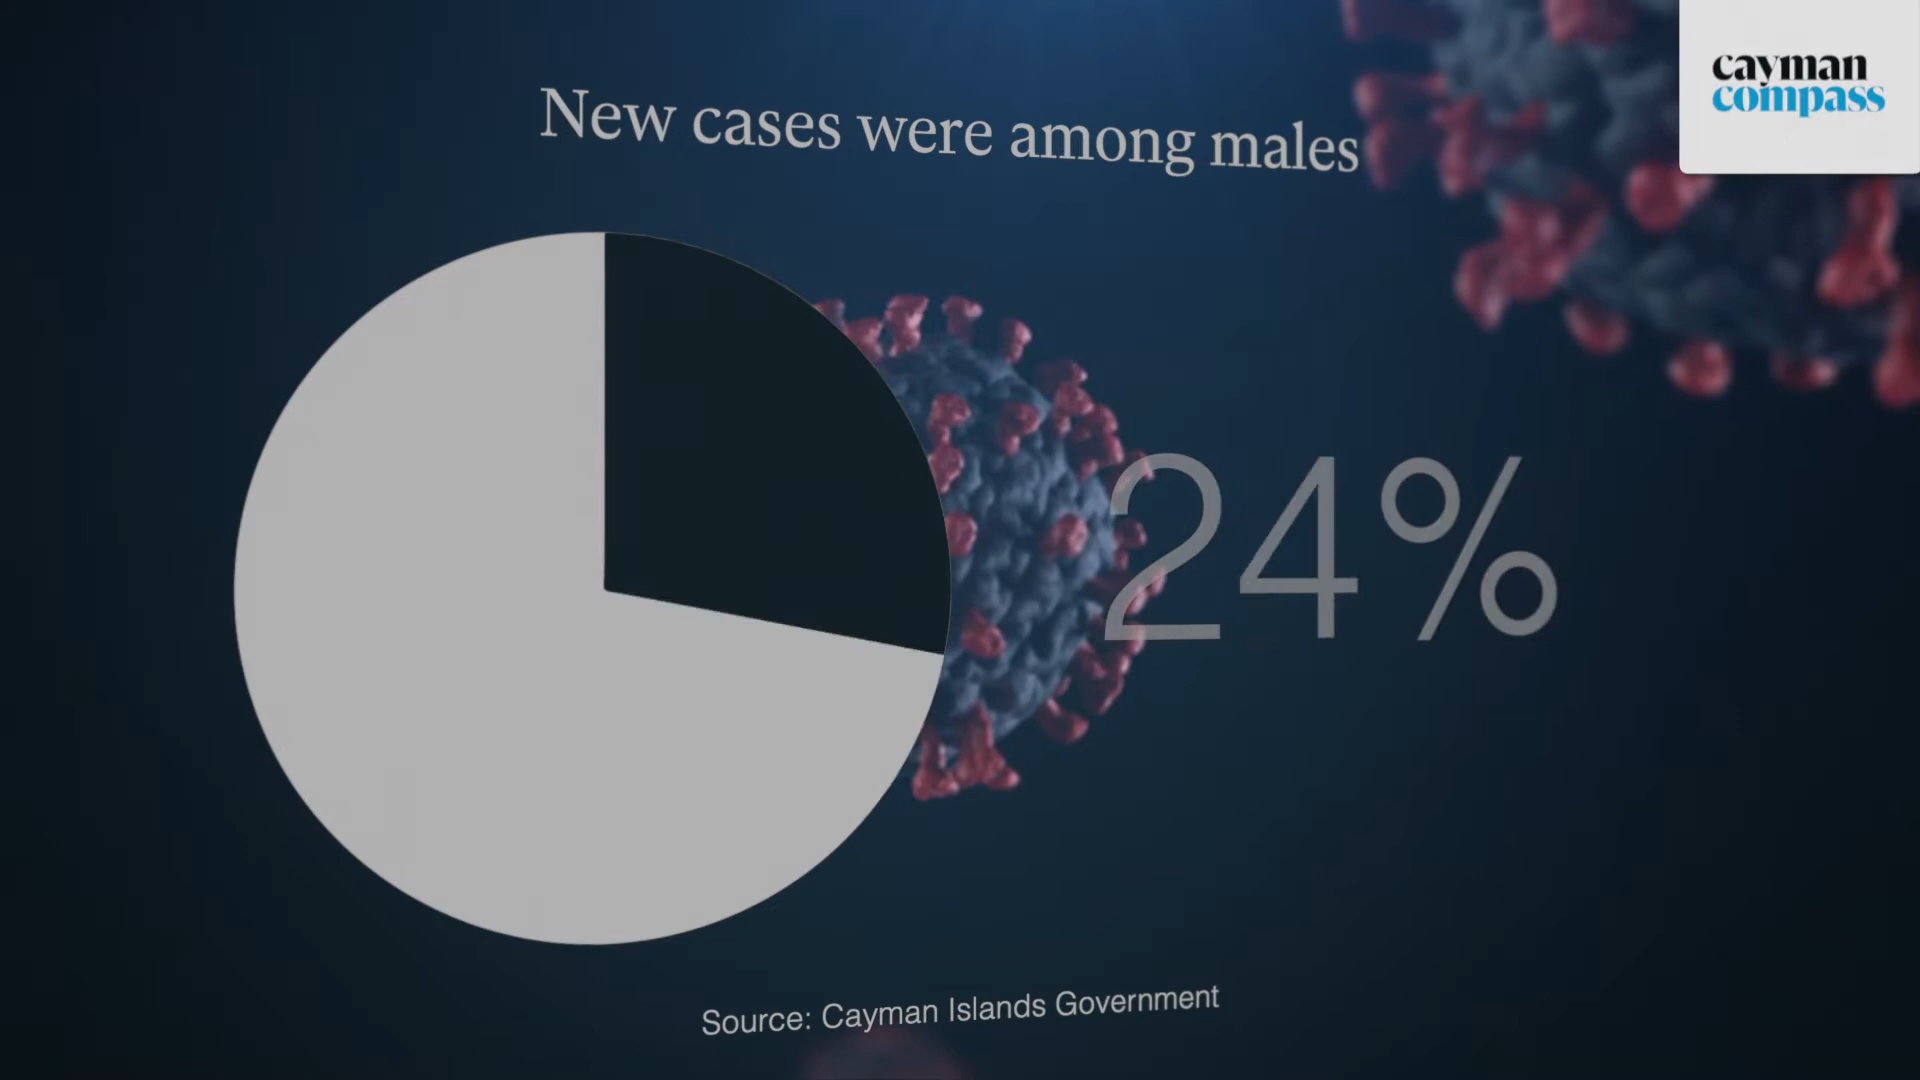 cayman
compass
New cases were among males
24%
Source: Cayman Islands Government